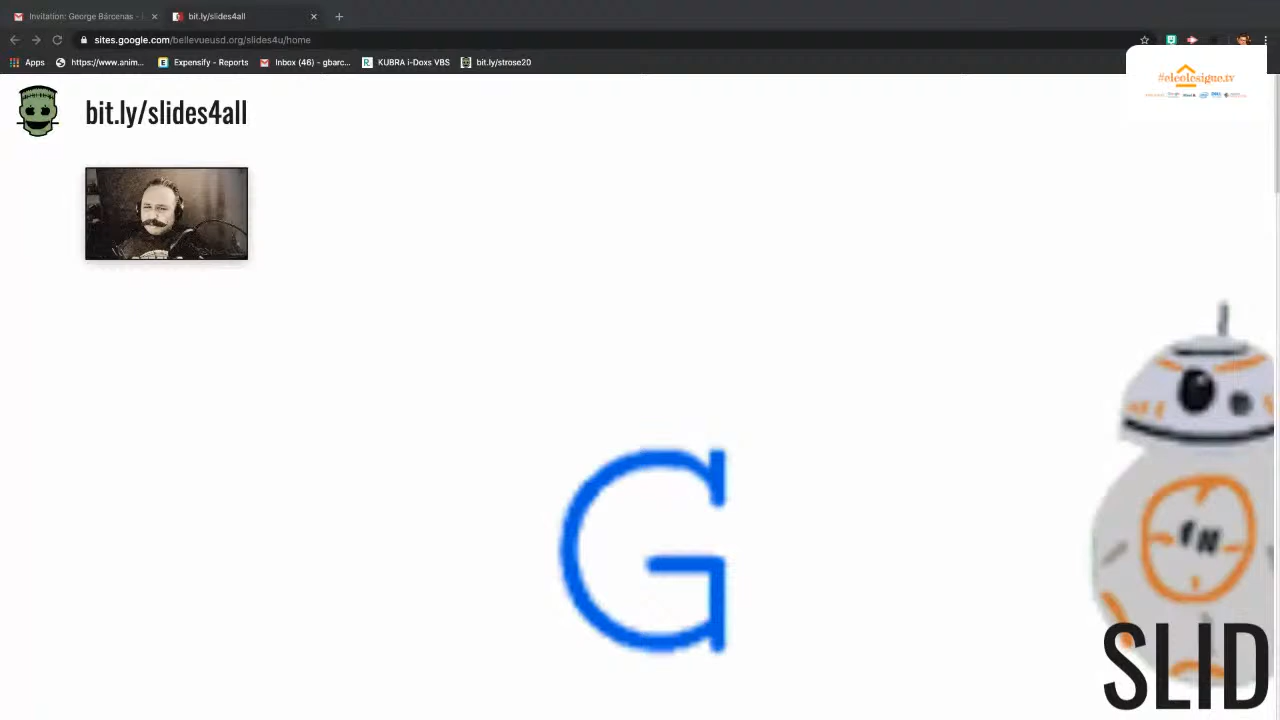 Invitation: George Bárcenas -
bit.ly/slides4all
sites.google.com/bellevueusd.org/slides4u/home
Apps
https://www.anim...
Expensify - Reports
Inbox (46) - gbarc...
KUBRA i-Doxs VBS
bit.ly/strose2D
bit.ly/slides4all
#elcolesigue.tv
G
SLID